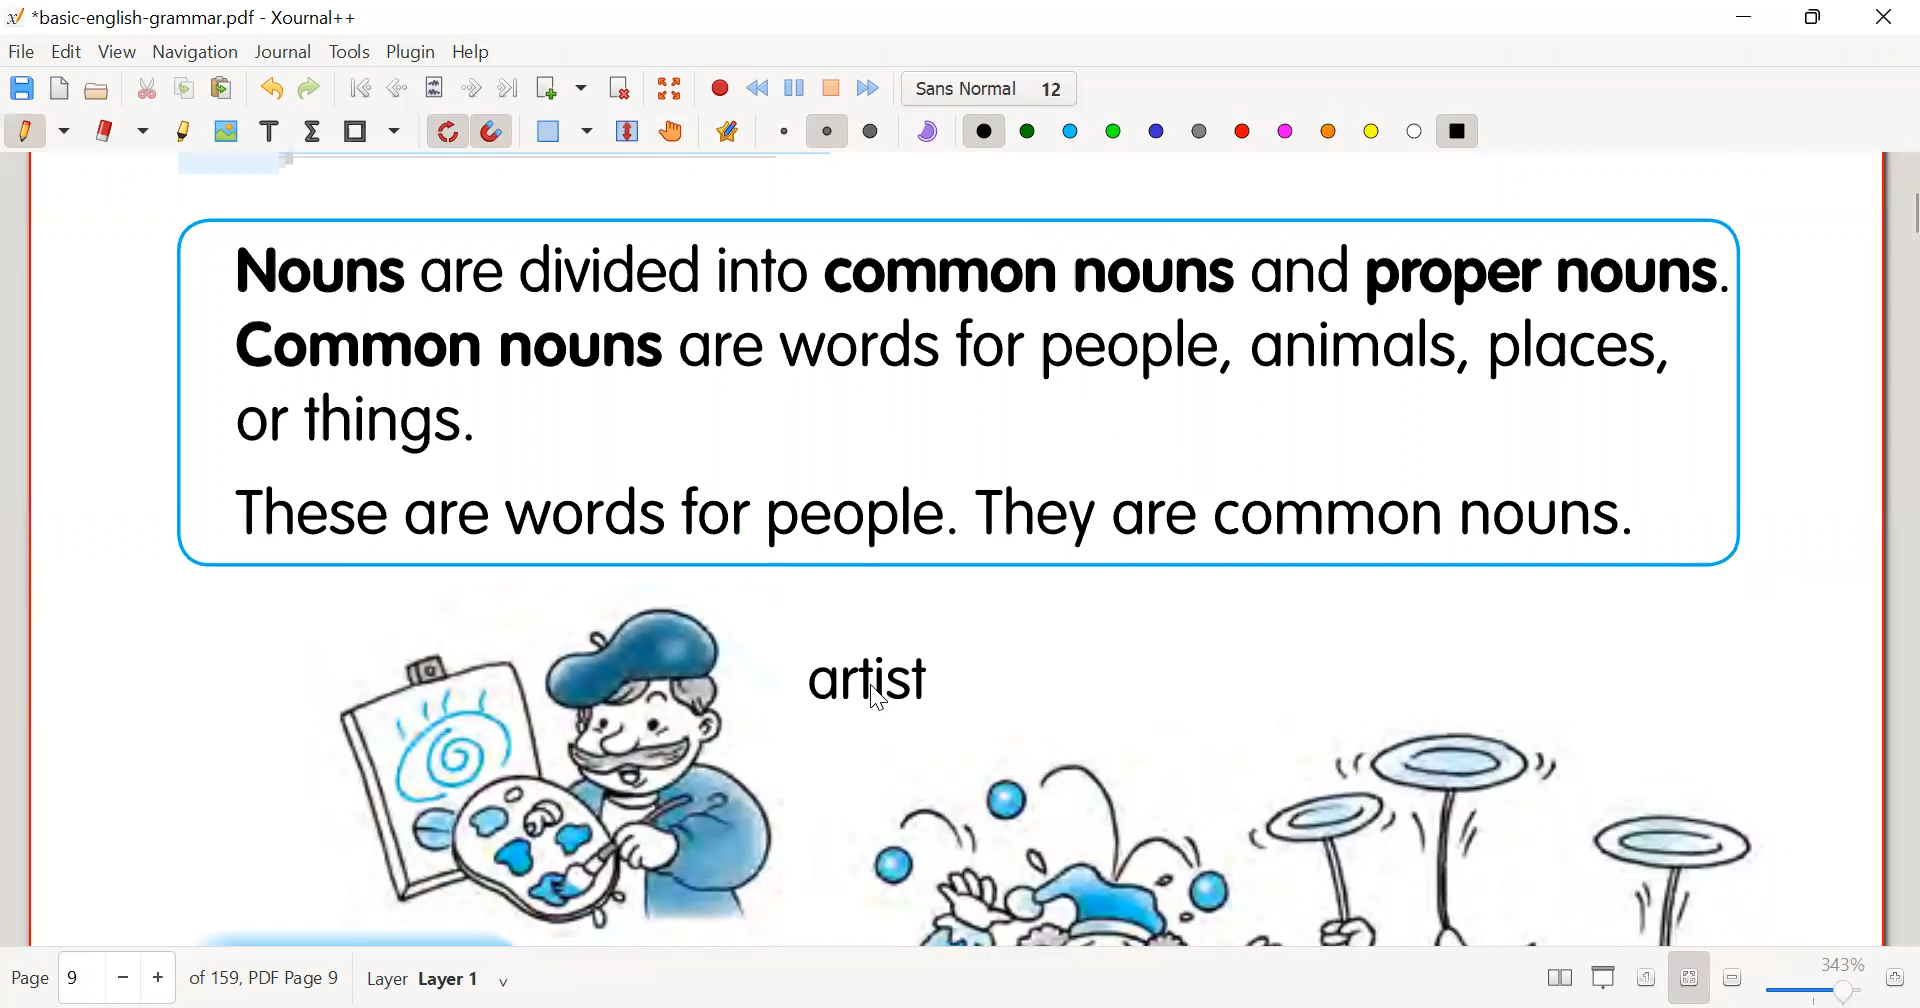 *basic-english-grammar.pdf - Xournal++
File Edit View Navigation Journal Tools Plugin Help
Sans Normal 12
Nouns are divided into common nouns and proper nouns.
Common nouns are words for people, animals, places,
or things.
These are words for people. They are common nouns.
artist
343%
Page 9 − + of 159, PDF Page 9 Layer Layer 1